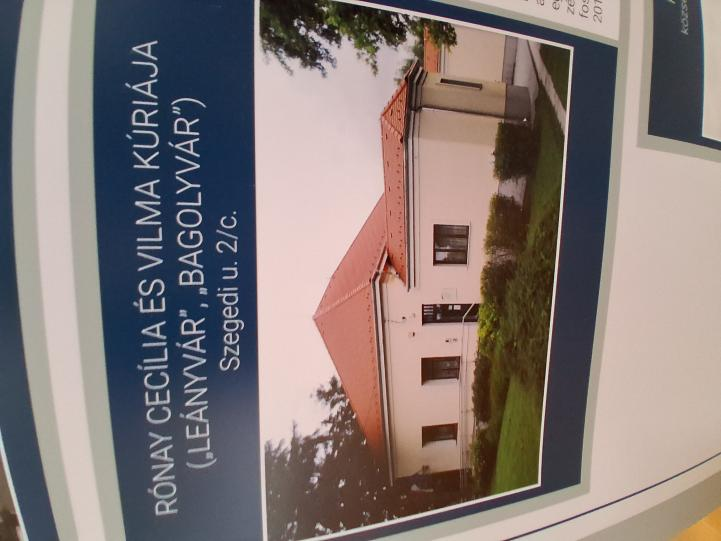 RÓNAY CECÍLIA ÉS VILMA KÚRIÁJA
(„LEÁNYVÁR”, „BAGOLYVÁR”)
Szegedi u. 2/c.